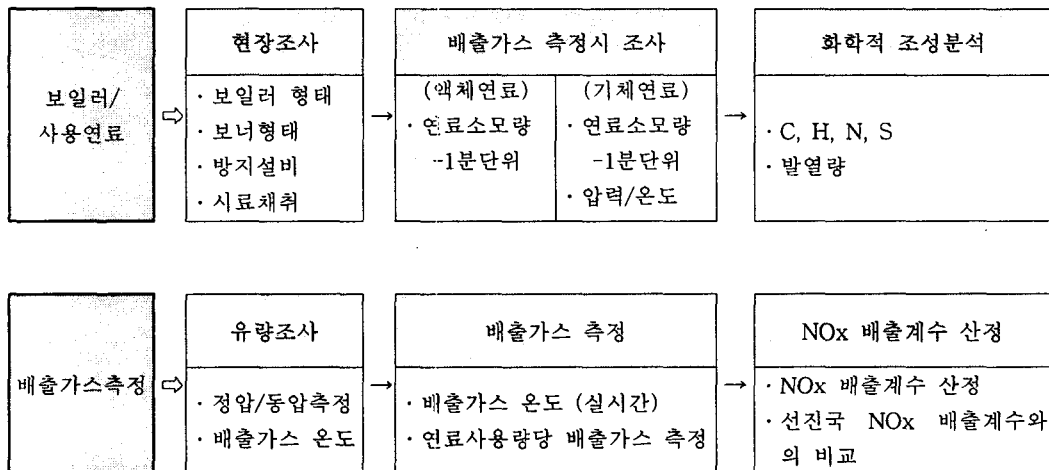 보일러/
사용연료
⇨
현장조사
· 보일러 형태
· 보너형태
· 방지설비
· 시료채취
→
배출가스 측정시 조사
(액체연료)
· 연료소모량
-1분단위
(기체연료)
· 연료소모량
-1분단위
· 압력/온도
→
화학적 조성분석
· C, H, N, S
· 발열량
배출가스측정
⇨
유량조사
· 정압/동압측정
· 배출가스 온도
→
배출가스 측정
· 배출가스 온도 (실시간)
· 연료사용량당 배출가스 측정
→
NOx 배출계수 산정
· NOx 배출계수 산정
· 선진국 NOx 배출계수와
의 비교